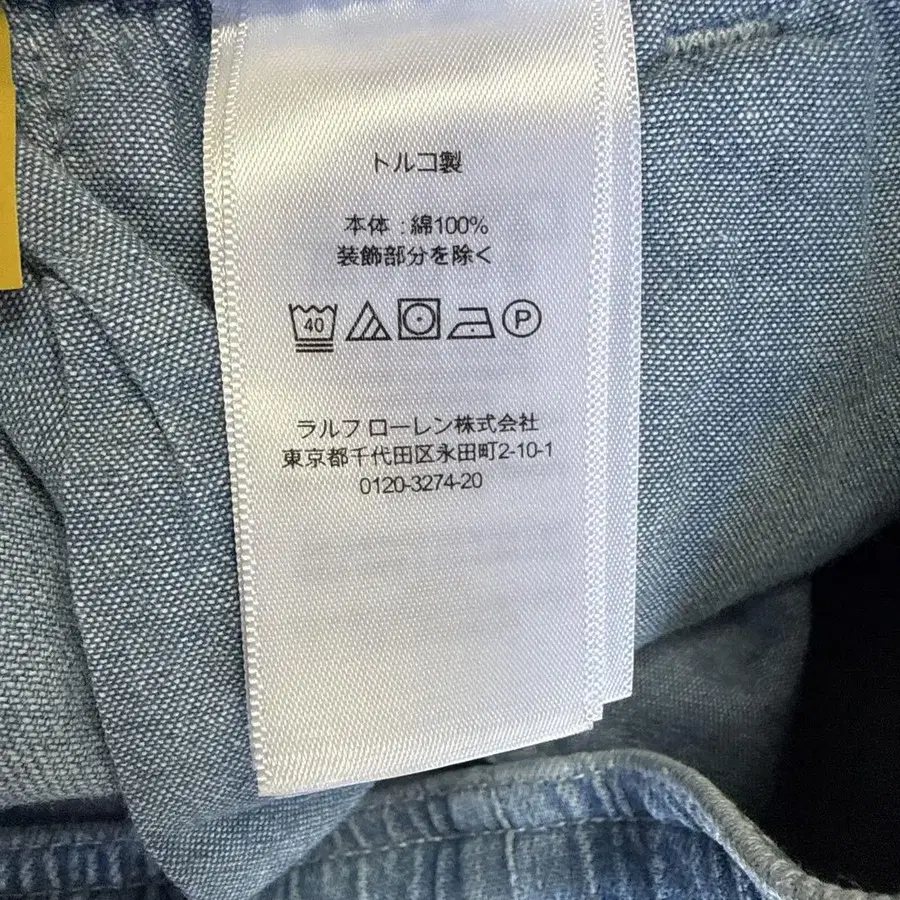 トルコ製
本体 : 綿100%
装飾部分を除く
40 P
ラルフ ローレン株式会社
東京都千代田区永田町2-10-1
0120-3274-20